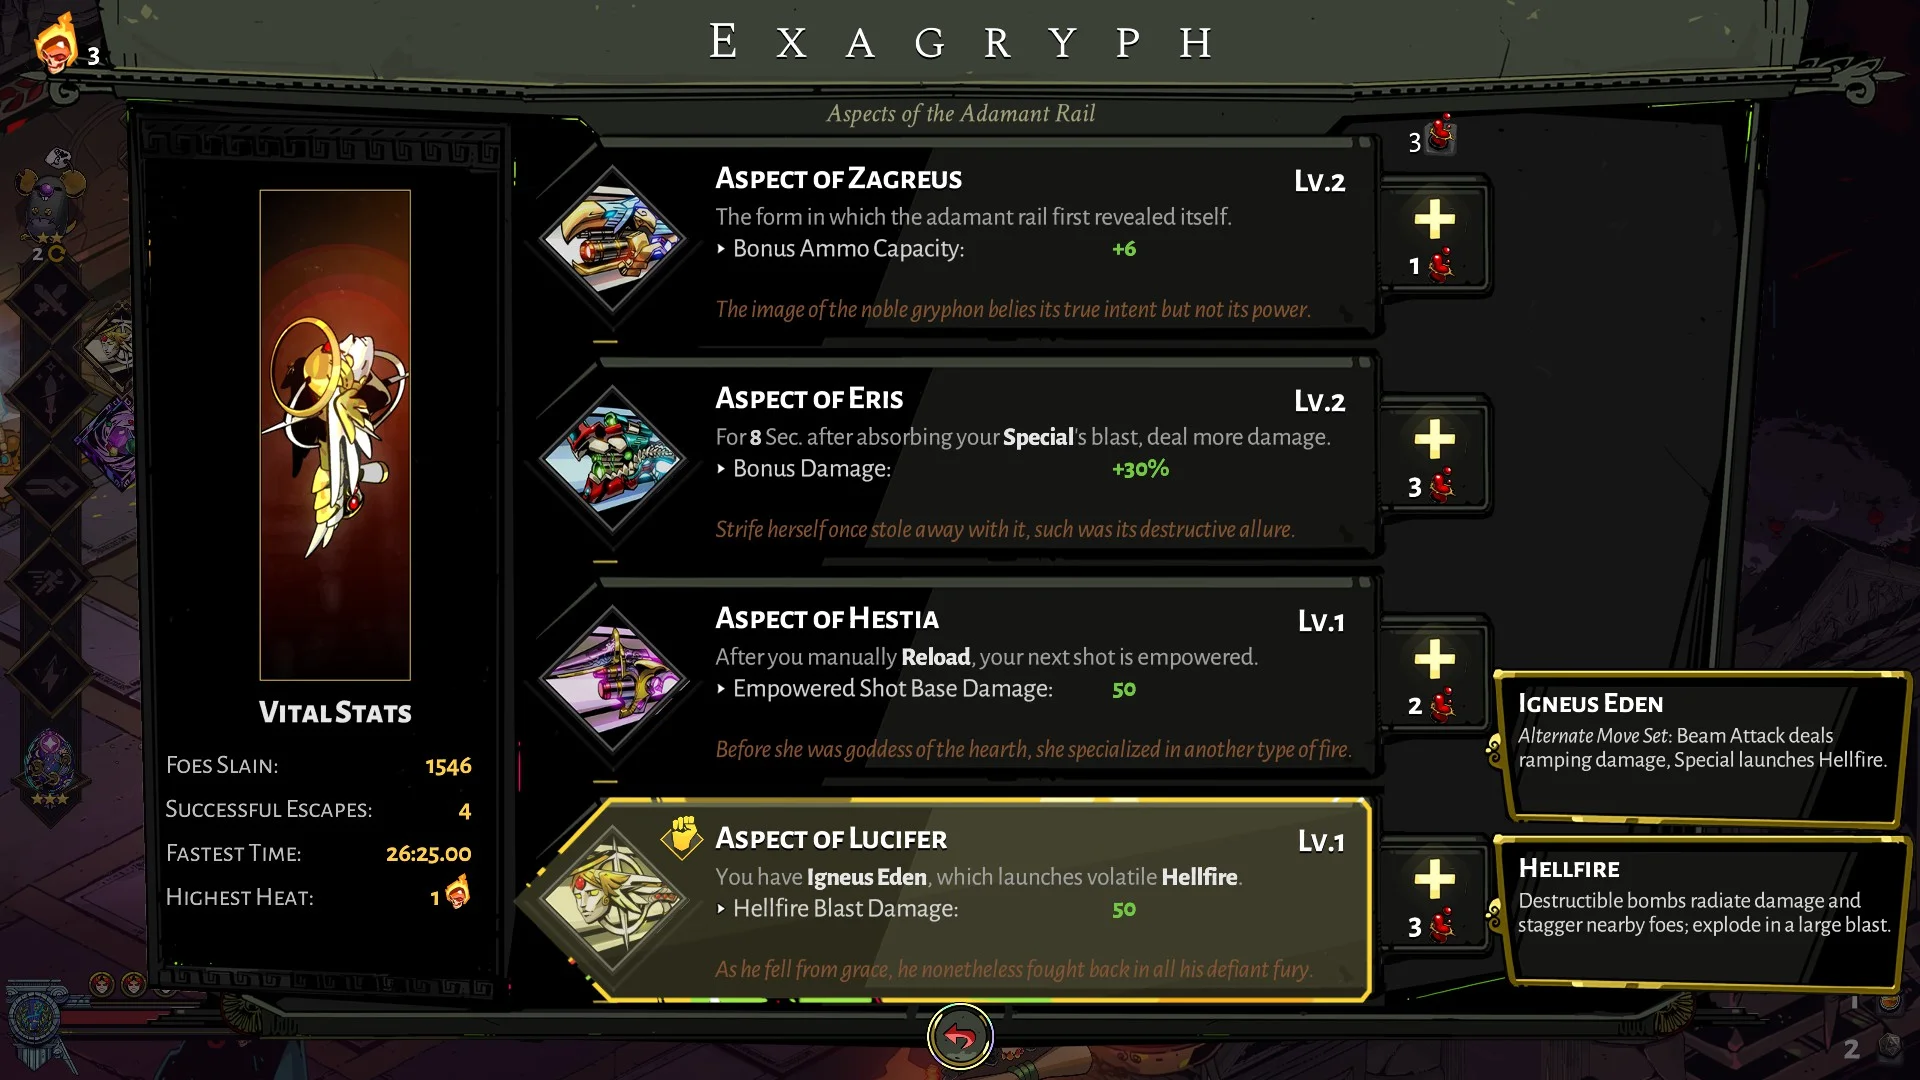 3
EXAGRYPH
Aspects of the Adamant Rail
3
Aspect of Zagreus
Lv.2
The form in which the adamant rail first revealed itself.
Bonus Ammo Capacity: +6
1
The image of the noble gryphon belies its true intent but not its power.
2
Aspect of Eris
Lv.2
For 8 Sec. after absorbing your Special's blast, deal more damage.
Bonus Damage: +30%
3
Strife herself once stole away with it, such was its destructive allure.
Aspect of Hestia
Lv.1
After you manually Reload, your next shot is empowered.
Empowered Shot Base Damage: 50
2
Before she was goddess of the hearth, she specialized in another type of fire.
Igneus Eden
Alternate Move Set: Beam Attack deals
ramping damage, Special launches Hellfire.
Vital Stats
Foes Slain: 1546
Successful Escapes: 4
Fastest Time: 26:25.00
Highest Heat: 1
Aspect of Lucifer
Lv.1
You have Igneus Eden, which launches volatile Hellfire.
Hellfire Blast Damage: 50
3
As he fell from grace, he nonetheless fought back in all his defiant fury.
Hellfire
Destructible bombs radiate damage and
stagger nearby foes; explode in a large blast.
1
2